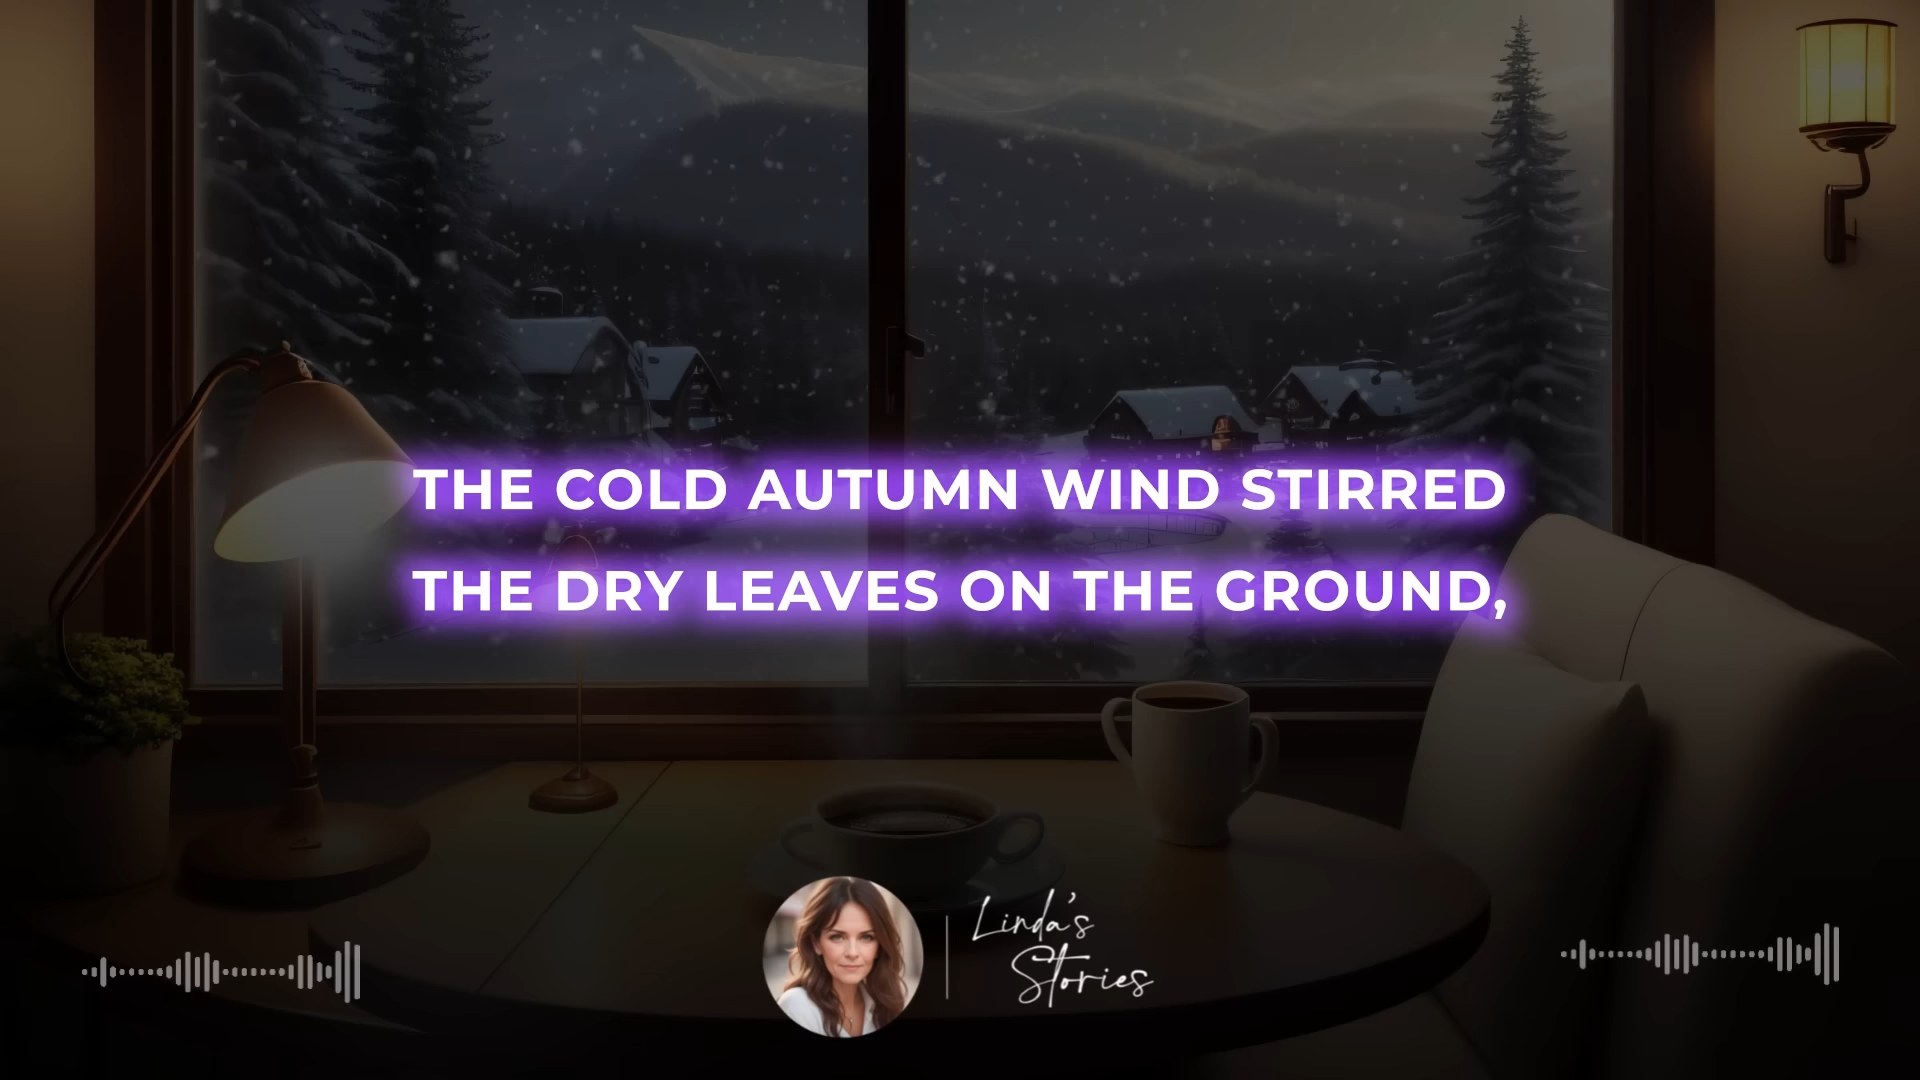 THE COLD AUTUMN WIND STIRRED
THE DRY LEAVES ON THE GROUND,
Linda's
Stories